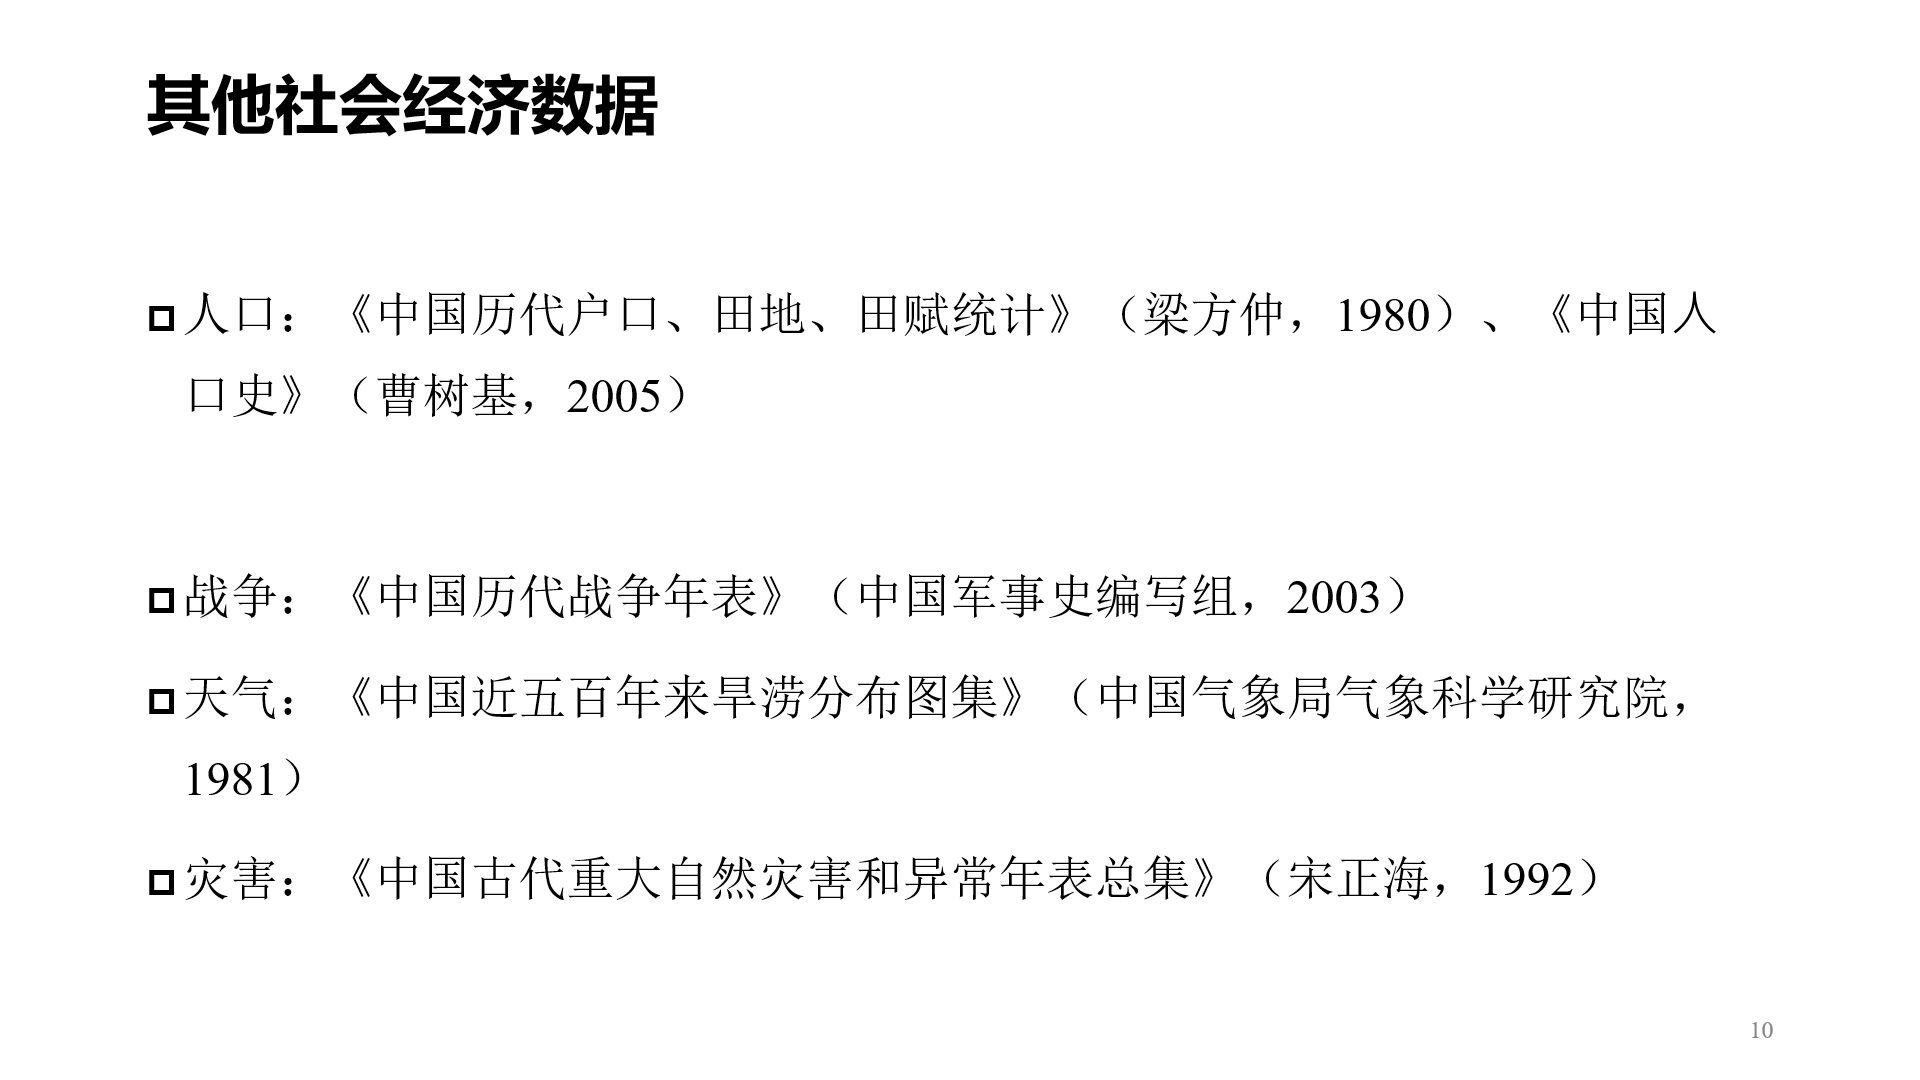 其他社会经济数据
人口：《中国历代户口、田地、田赋统计》（梁方仲，1980）、《中国人
口史》（曹树基，2005）
战争：《中国历代战争年表》（中国军事史编写组，2003）
天气：《中国近五百年来旱涝分布图集》（中国气象局气象科学研究院，
1981）
灾害：《中国古代重大自然灾害和异常年表总集》（宋正海，1992）
10